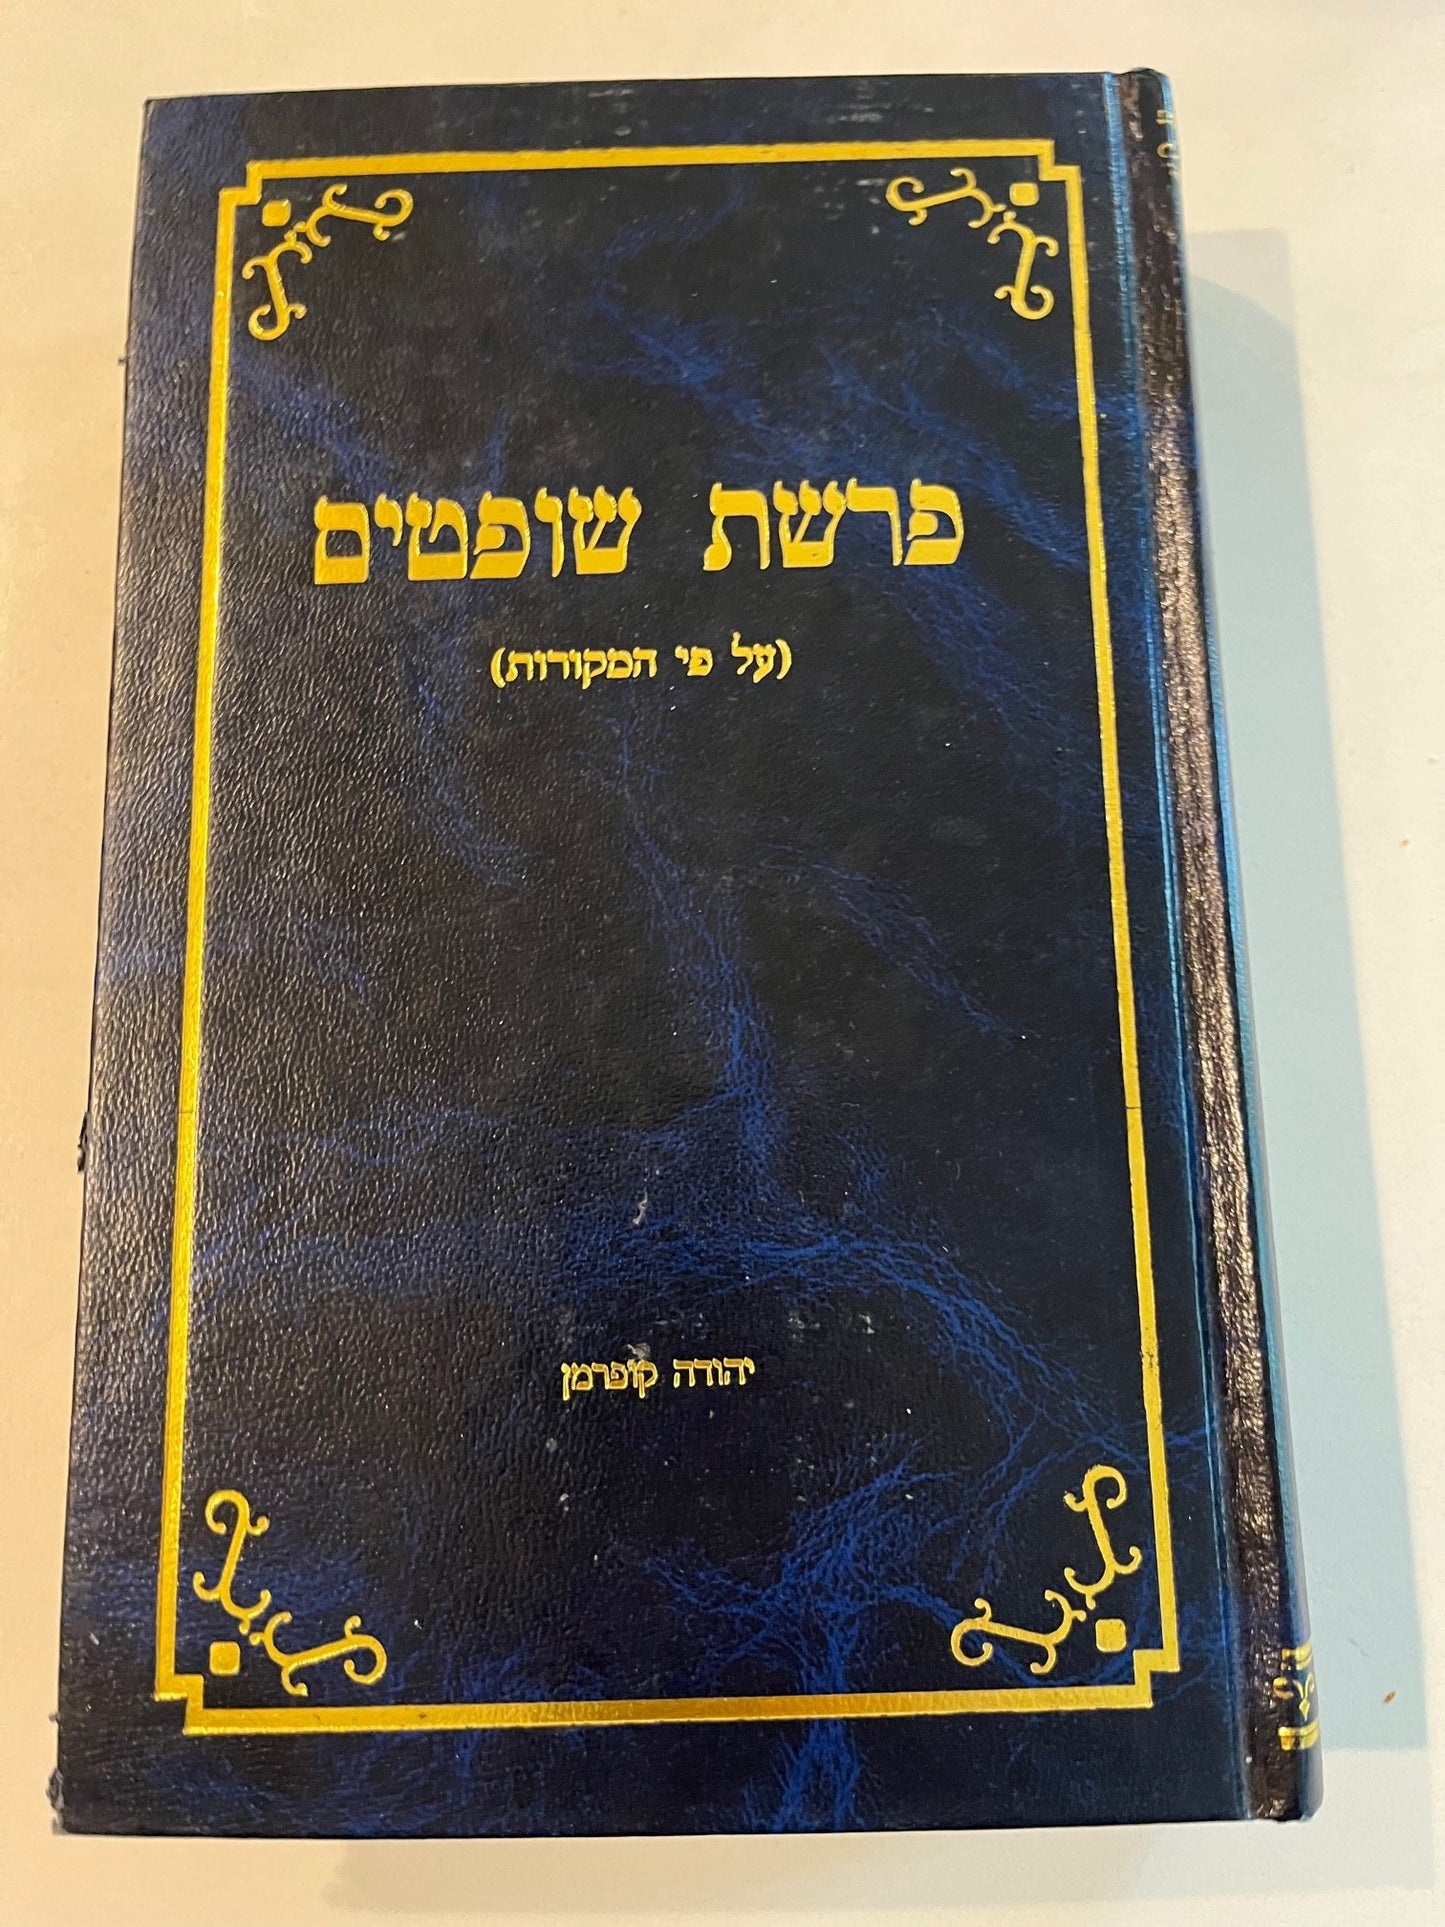 פרשת שופטים
(על פי המקורות)
יהודה קופרמן